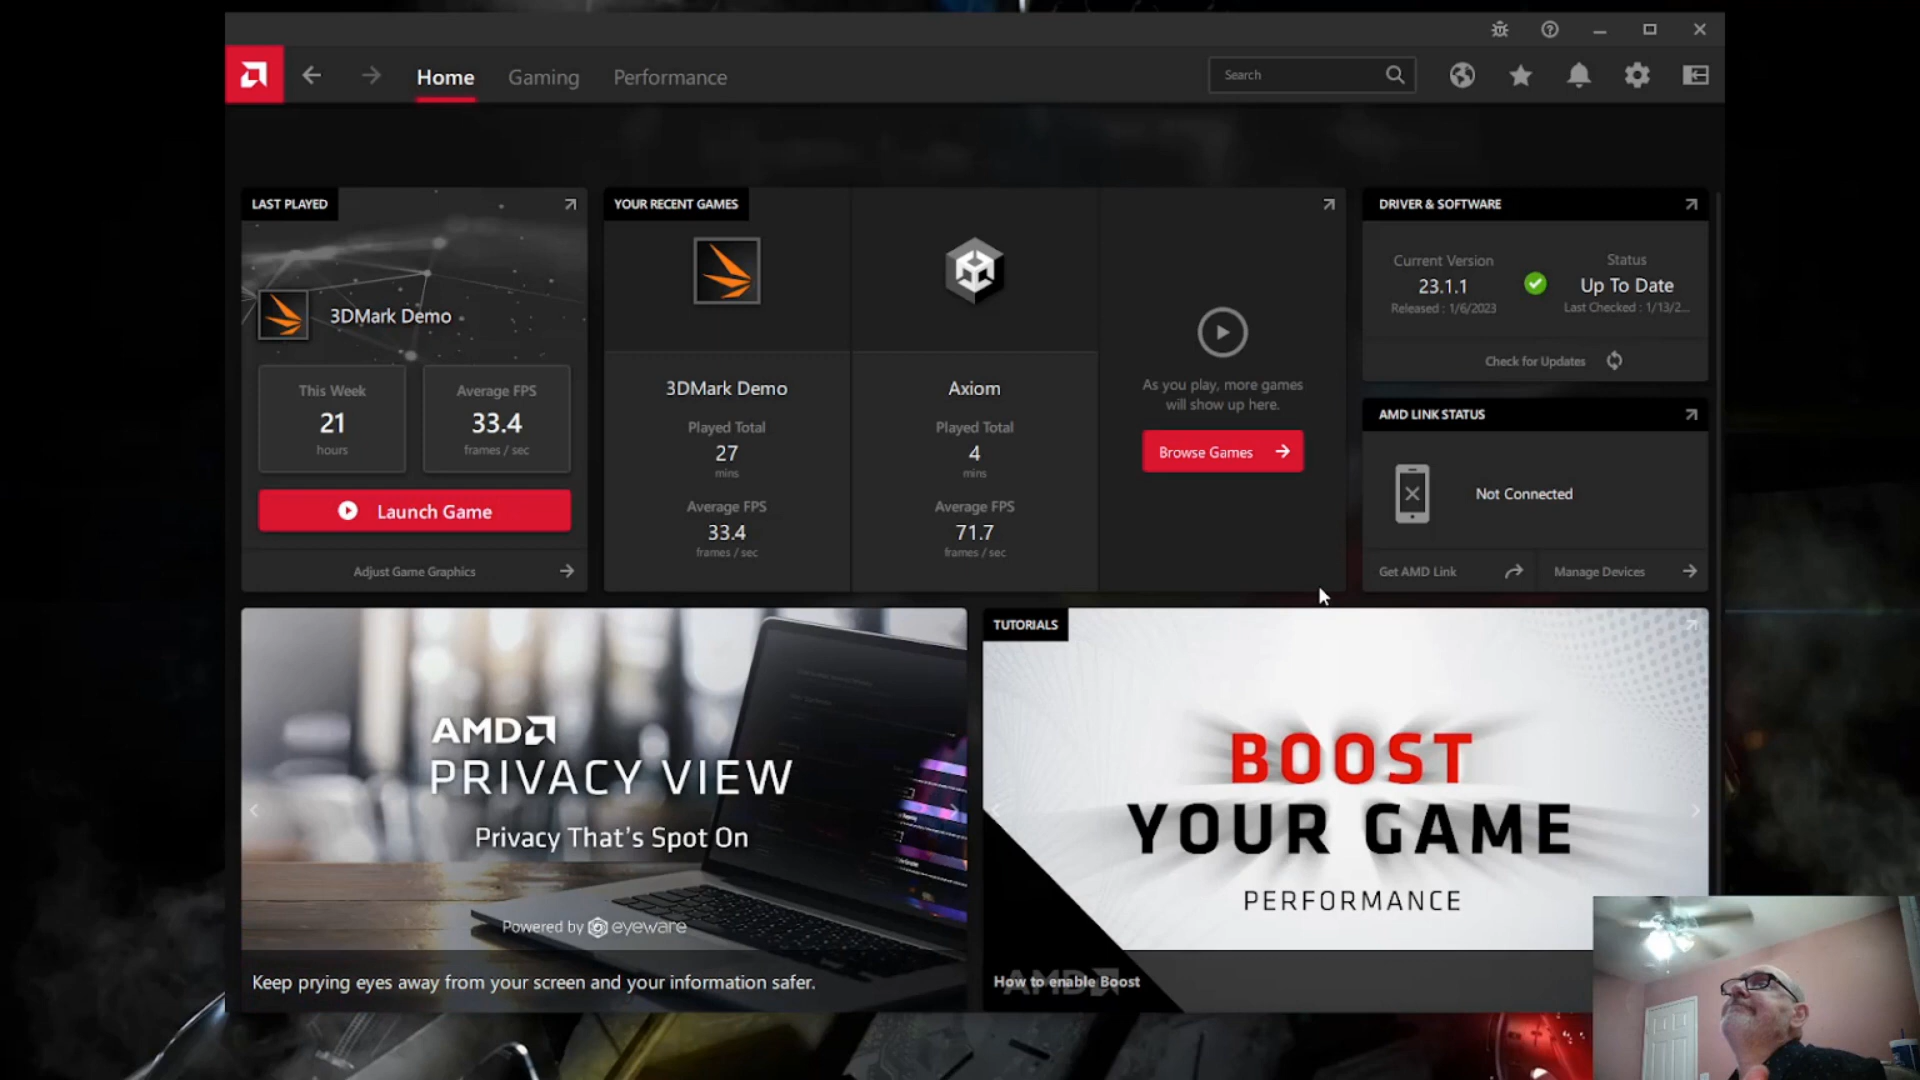 Home
Gaming
Performance
Search
LAST PLAYED
3DMark Demo
This Week
21
hours
Average FPS
33.4
frames / sec
Launch Game
Adjust Game Graphics
YOUR RECENT GAMES
3DMark Demo
Played Total
27
mins
Average FPS
33.4
frames / sec
Axiom
Played Total
4
mins
Average FPS
71.7
frames / sec
As you play, more games
will show up here.
Browse Games
DRIVER & SOFTWARE
Current Version
23.1.1
Released : 1/6/2023
Status
Up To Date
Last Checked : 1/13/2...
Check for Updates
AMD LINK STATUS
Not Connected
Get AMD Link
Manage Devices
AMD
PRIVACY VIEW
Privacy That's Spot On
Powered by eyeware
Keep prying eyes away from your screen and your information safer.
TUTORIALS
BOOST
YOUR GAME
PERFORMANCE
AMD
How to enable Boost